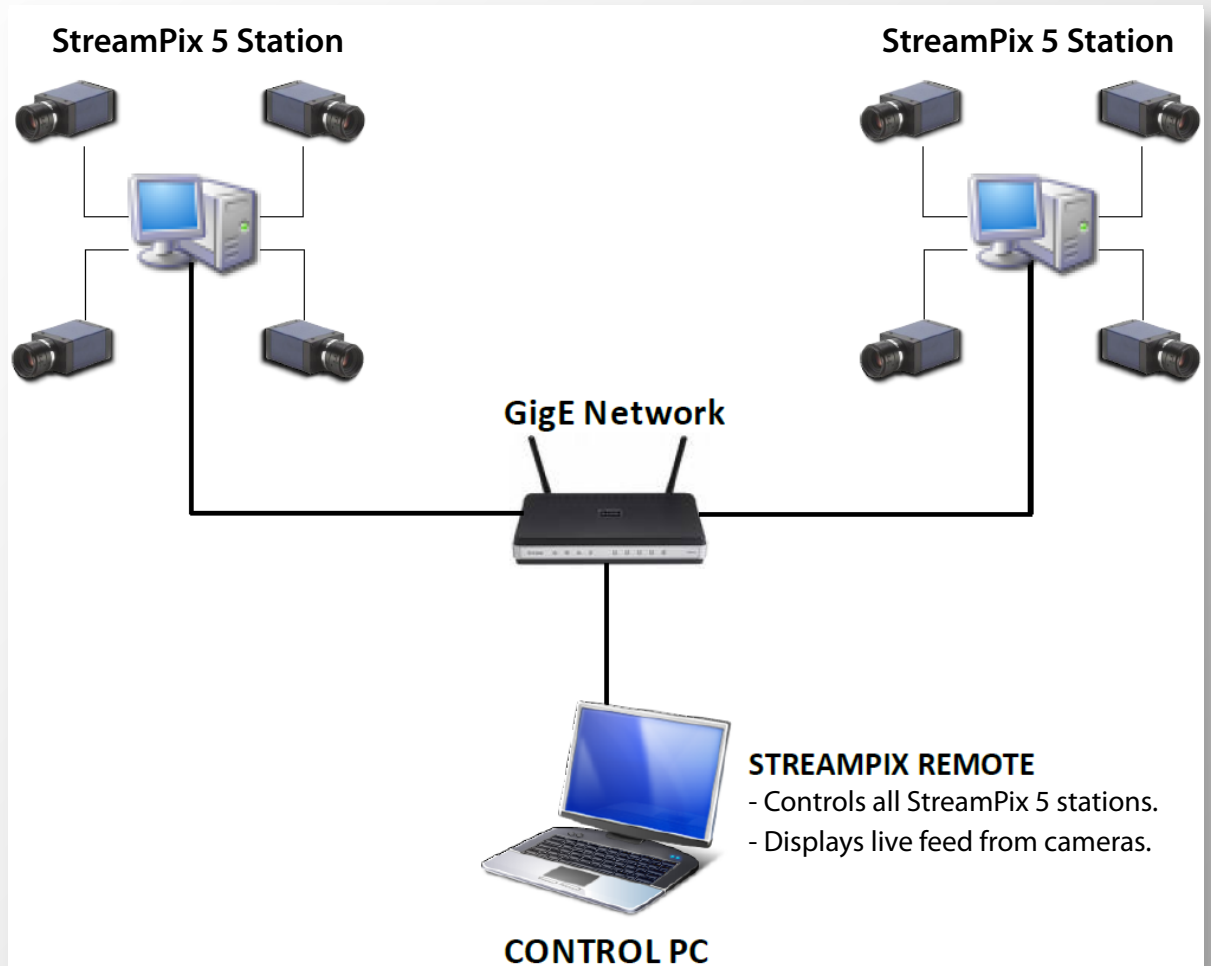 StreamPix 5 Station
StreamPix 5 Station
GigE Network
STREAMPIX REMOTE
- Controls all StreamPix 5 stations.
- Displays live feed from cameras.
CONTROL PC